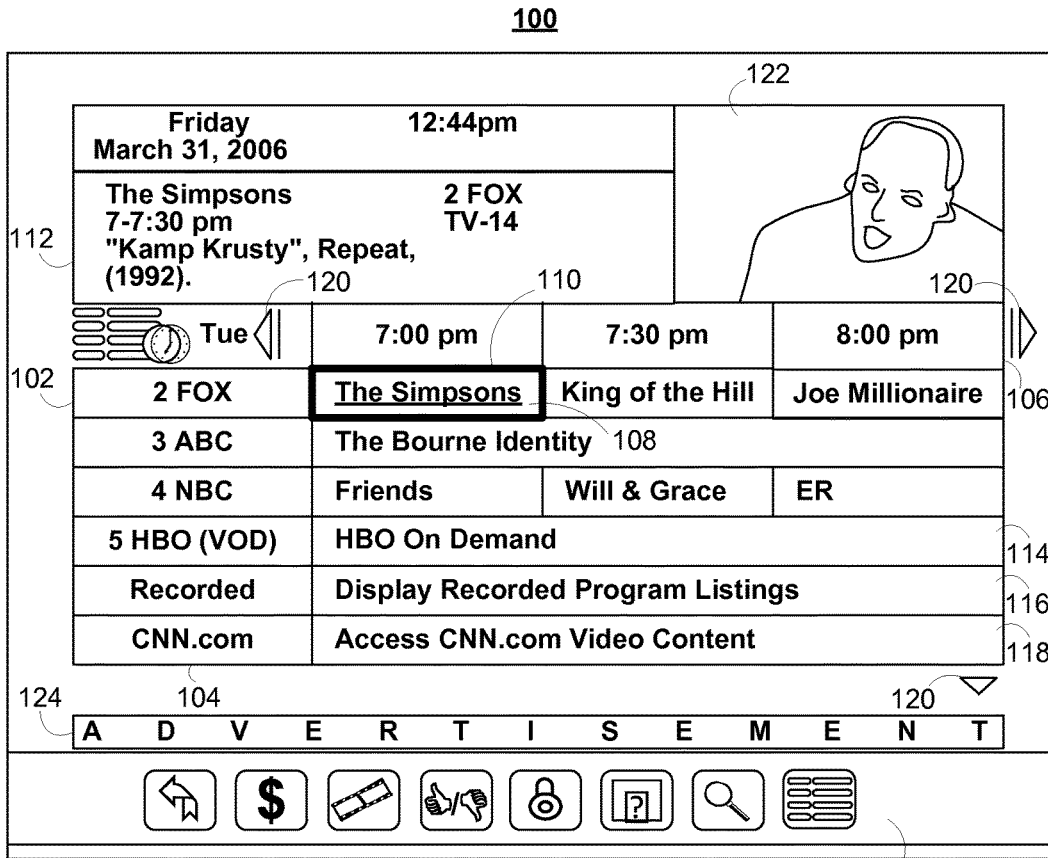 100
122
Friday 12:44pm
March 31, 2006
The Simpsons 2 FOX
7-7:30 pm TV-14
"Kamp Krusty", Repeat,
(1992).
112
120
110
120
Tue 7:00 pm 7:30 pm 8:00 pm
102
2 FOX The Simpsons King of the Hill Joe Millionaire
106
3 ABC The Bourne Identity
108
4 NBC Friends Will & Grace ER
5 HBO (VOD) HBO On Demand
114
Recorded Display Recorded Program Listings
116
CNN.com Access CNN.com Video Content
118
104
120
124
A D V E R T I S E M E N T
$
?